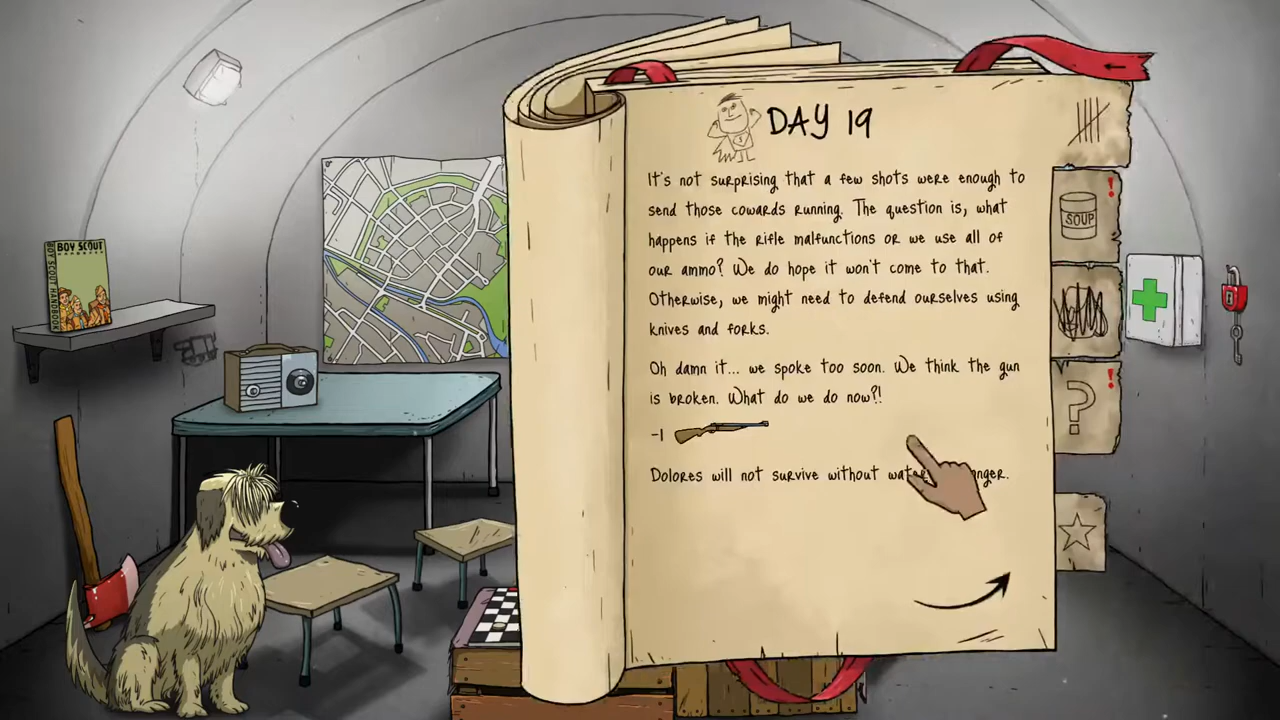 DAY 19
It's not surprising that a few shots were enough to
send those cowards running. The question is, what
happens if the rifle malfunctions or we use all of
our ammo? We do hope it won't come to that.
Otherwise, we might need to defend ourselves using
knives and forks.
Oh damn it... we spoke too soon. We think the gun
is broken. What do we do now?!
-1
Dolores will not survive without
SOUP
!
?
!
BOY SCOUT
BOY SCOUT HANDBOOK